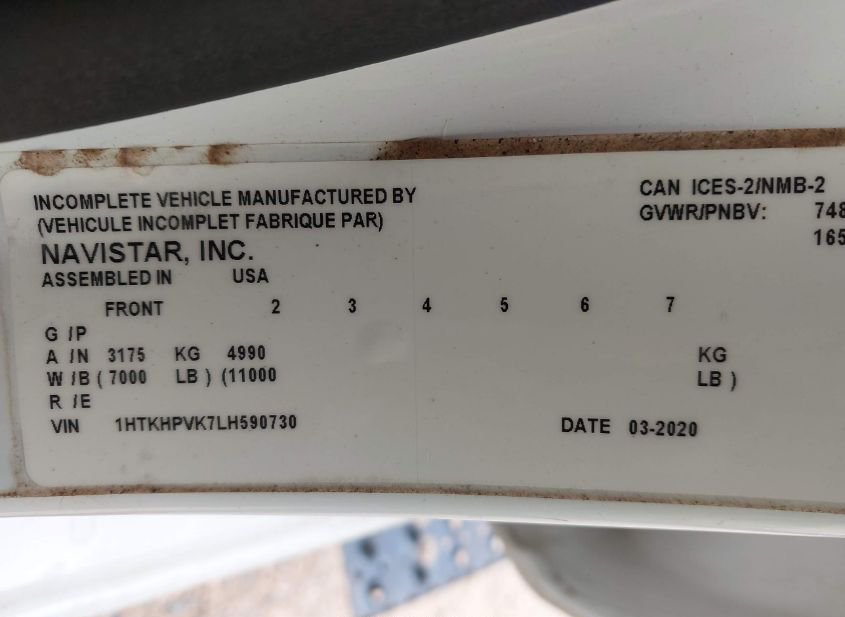 INCOMPLETE VEHICLE MANUFACTURED BY
(VEHICULE INCOMPLET FABRIQUE PAR)
NAVISTAR, INC.
ASSEMBLED IN USA
CAN ICES-2/NMB-2
GVWR/PNBV: 748
165
FRONT 2 3 4 5 6 7
G /P
A /N 3175 KG 4990 KG
W /B ( 7000 LB ) (11000 LB )
R /E
VIN 1HTKHPVK7LH590730 DATE 03-2020